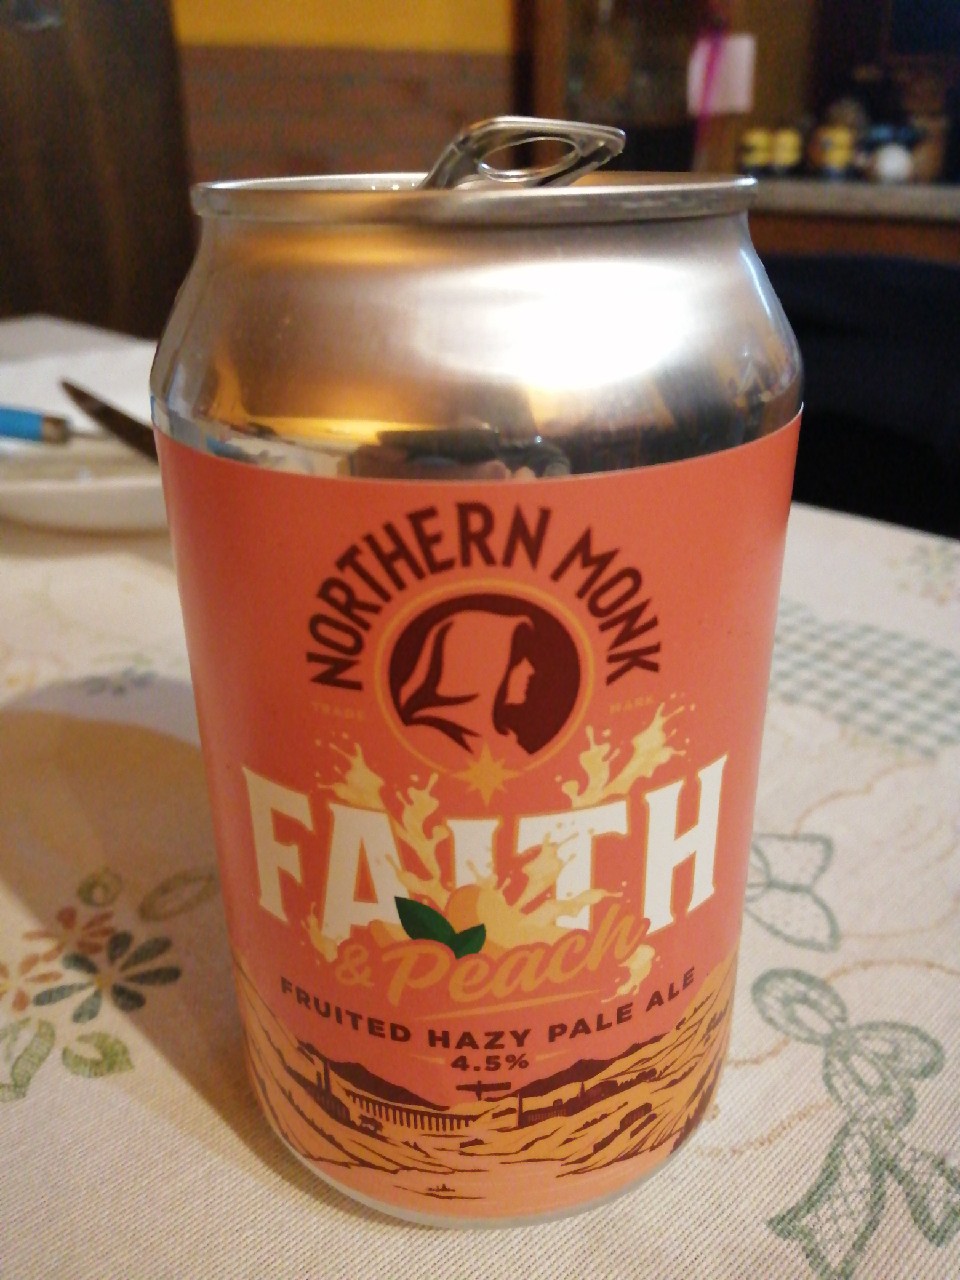 NORTHERN MONK
TRADE MARK
FAITH
& Peach
FRUITED HAZY PALE ALE
4.5%